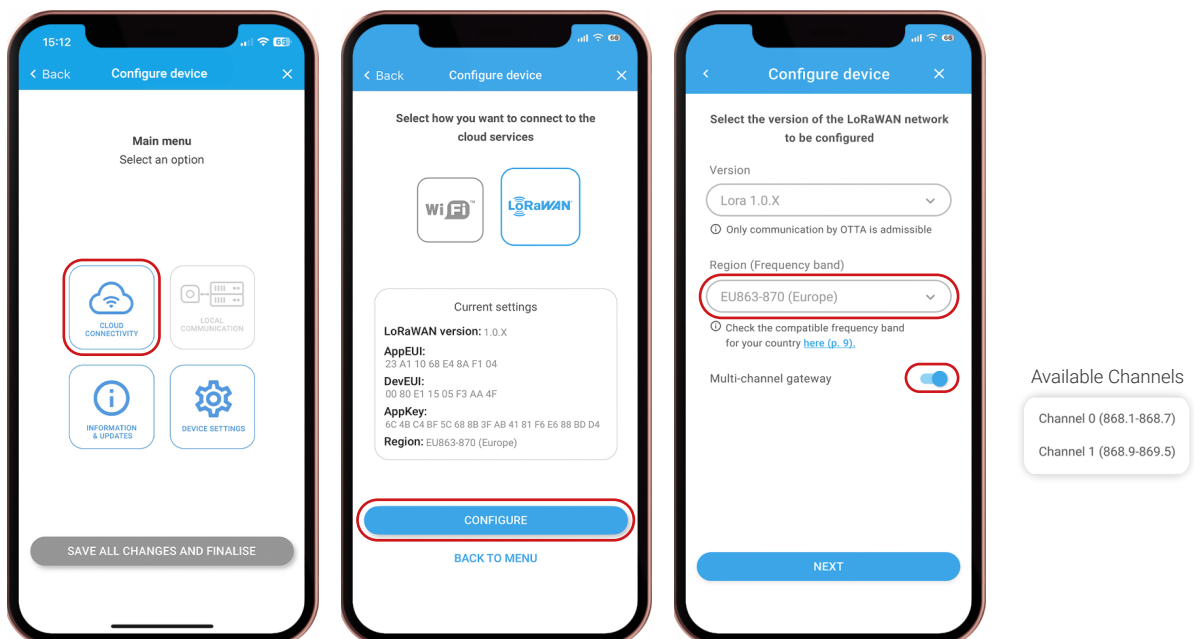 15:12
65
Back
Configure device
Main menu
Select an option
CLOUD
CONNECTIVITY
LOCAL
COMMUNICATION
INFORMATION
& UPDATES
DEVICE SETTINGS
SAVE ALL CHANGES AND FINALISE
66
Back
Configure device
Select how you want to connect to the
cloud services
WiFi™
LoRaWAN
Current settings
LoRaWAN version: 1.0.X
AppEUI:
23 A1 10 68 E4 8A F1 04
DevEUI:
00 80 E1 15 05 F3 AA 4F
AppKey:
6C 4B C4 BF 5C 68 8B 3F AB 41 81 F6 E6 88 BD D4
Region: EU863-870 (Europe)
CONFIGURE
BACK TO MENU
66
Configure device
Select the version of the LoRaWAN network
to be configured
Version
Lora 1.0.X
Only communication by OTTA is admissible
Region (Frequency band)
EU863-870 (Europe)
Check the compatible frequency band
for your country here (p. 9).
Multi-channel gateway
NEXT
Available Channels
Channel 0 (868.1-868.7)
Channel 1 (868.9-869.5)